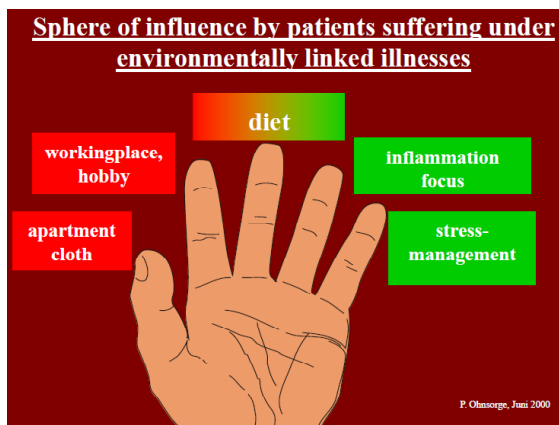 Sphere of influence by patients suffering under
environmentally linked illnesses
diet
workingplace,
hobby
inflammation
focus
apartment
cloth
stress-
management
P. Ohnsorge, Juni 2000